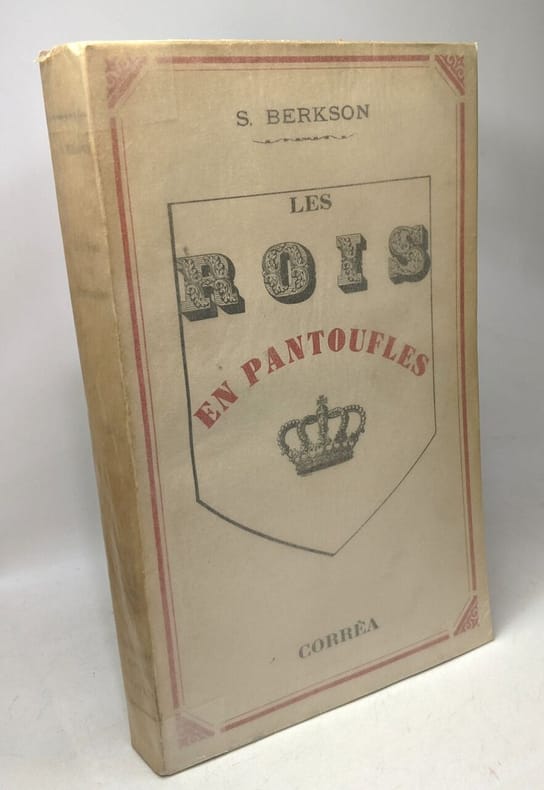 S. BERKSON
LES
ROIS
EN PANTOUFLES
CORRÊA